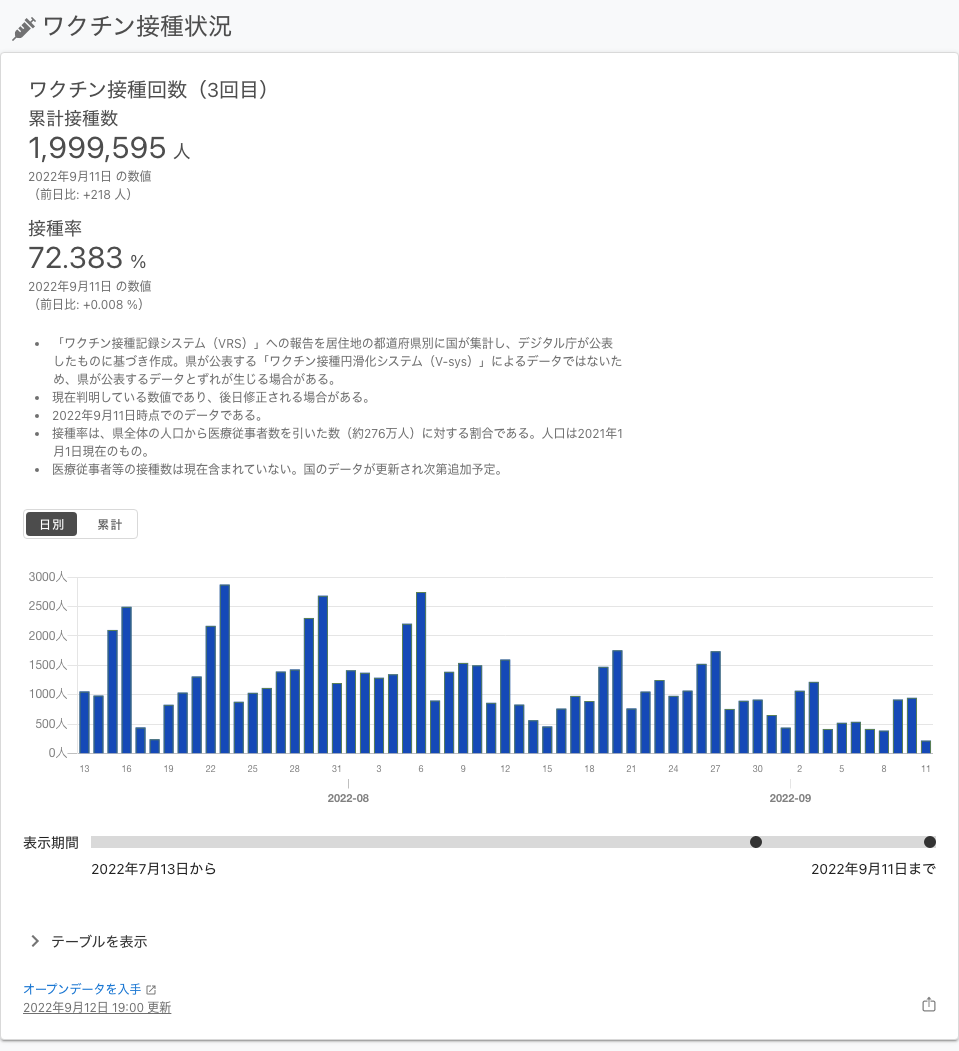 ワクチン接種状況
ワクチン接種回数（3回目）
累計接種数
1,999,595 人
2022年9月11日 の数値
（前日比: +218 人）
接種率
72.383 %
2022年9月11日 の数値
（前日比: +0.008 %）
• 「ワクチン接種記録システム（VRS）」への報告を居住地の都道府県別に国が集計し、デジタル庁が公表
したものに基づき作成。県が公表する「ワクチン接種円滑化システム（V-sys）」によるデータではないた
め、県が公表するデータとずれが生じる場合がある。
• 現在判明している数値であり、後日修正される場合がある。
• 2022年9月11日時点でのデータである。
• 接種率は、県全体の人口から医療従事者数を引いた数（約276万人）に対する割合である。人口は2021年1
月1日現在のもの。
• 医療従事者等の接種数は現在含まれていない。国のデータが更新され次第追加予定。
日別 累計
3000人
2500人
2000人
1500人
1000人
500人
0人
13 16 19 22 25 28 31 3 6 9 12 15 18 21 24 27 30 2 5 8 11
2022-08 2022-09
表示期間
2022年7月13日から 2022年9月11日まで
テーブルを表示
オープンデータを入手
2022年9月12日 19:00 更新